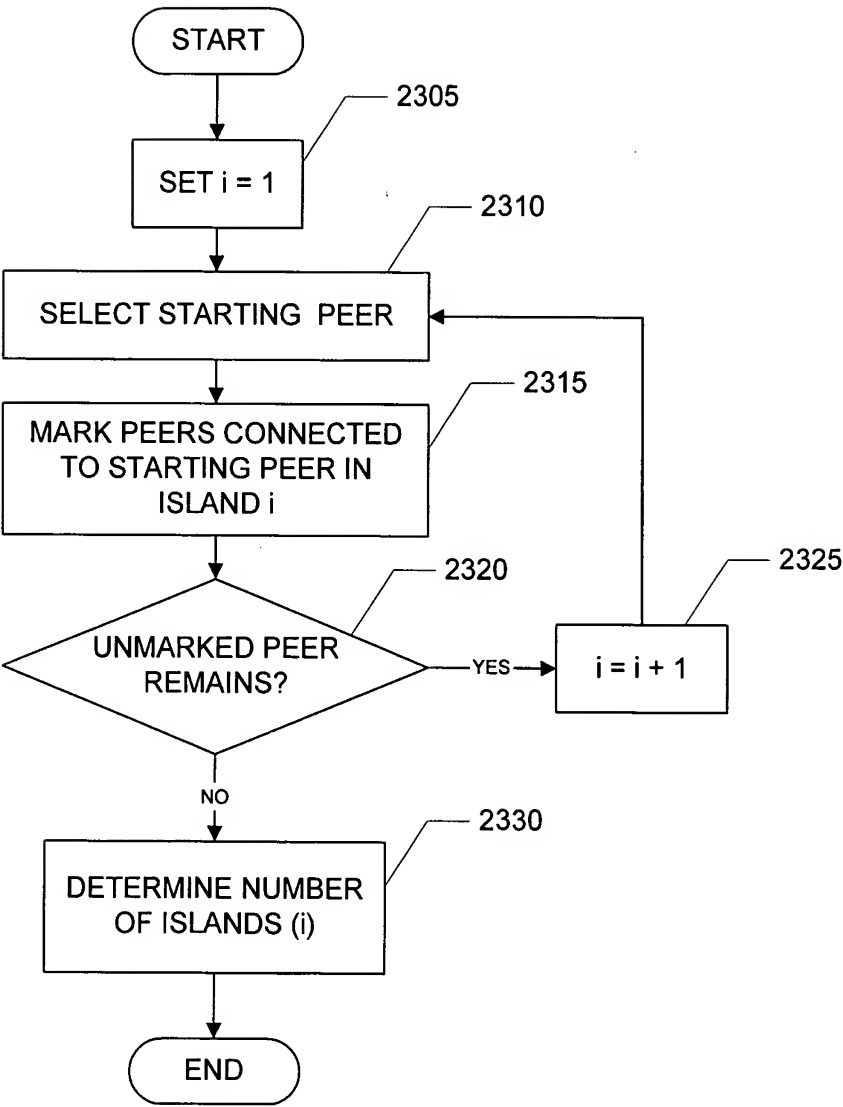 START
2305
SET i = 1
2310
SELECT STARTING PEER
2315
MARK PEERS CONNECTED
TO STARTING PEER IN
ISLAND i
2320
UNMARKED PEER
REMAINS?
YES
2325
i = i + 1
NO
2330
DETERMINE NUMBER
OF ISLANDS (i)
END